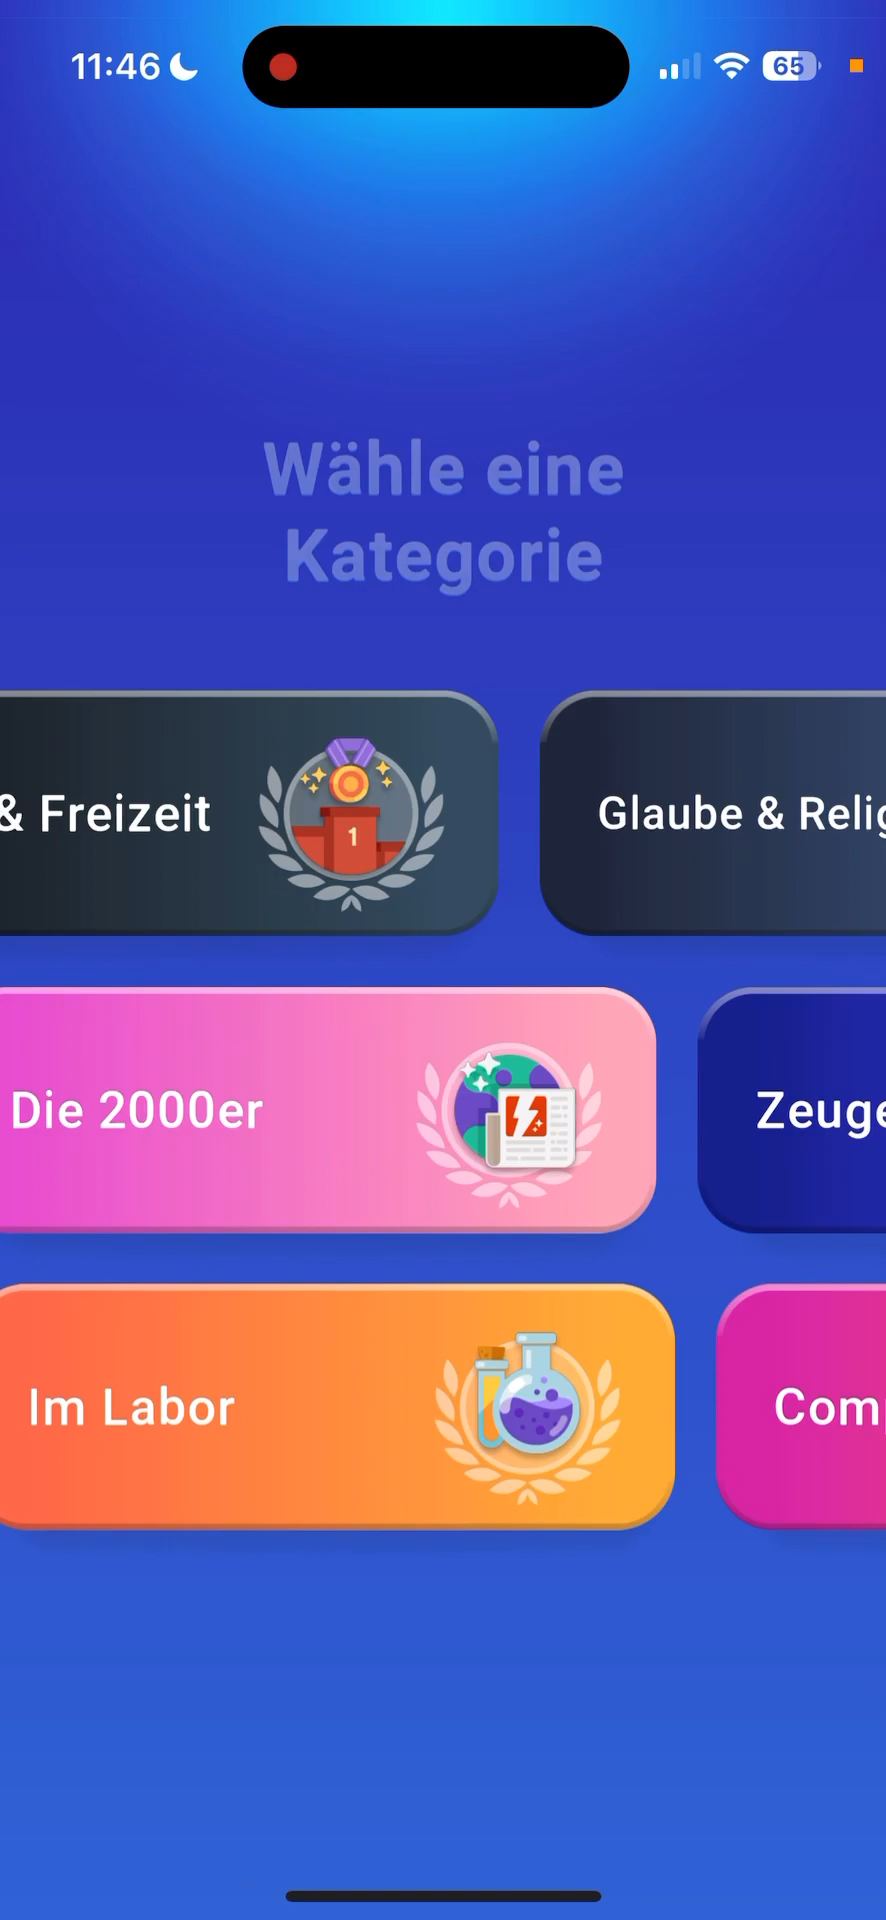 11:46
65
Wähle eine
Kategorie
& Freizeit
1
Glaube & Relig
Die 2000er
Zeuge
Im Labor
Com